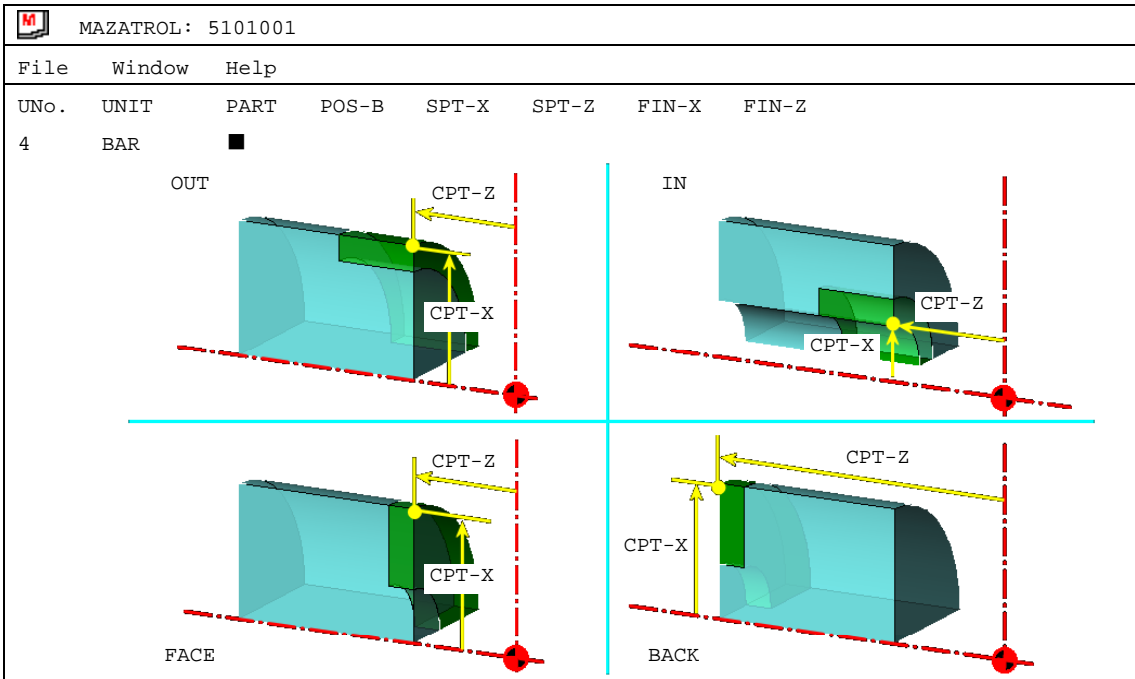 M MAZATROL: 5101001
File Window Help
UNo. UNIT PART POS-B SPT-X SPT-Z FIN-X FIN-Z
4 BAR
OUT
CPT-Z
CPT-X
IN
CPT-Z
CPT-X
CPT-Z
CPT-X
FACE
CPT-Z
CPT-X
BACK